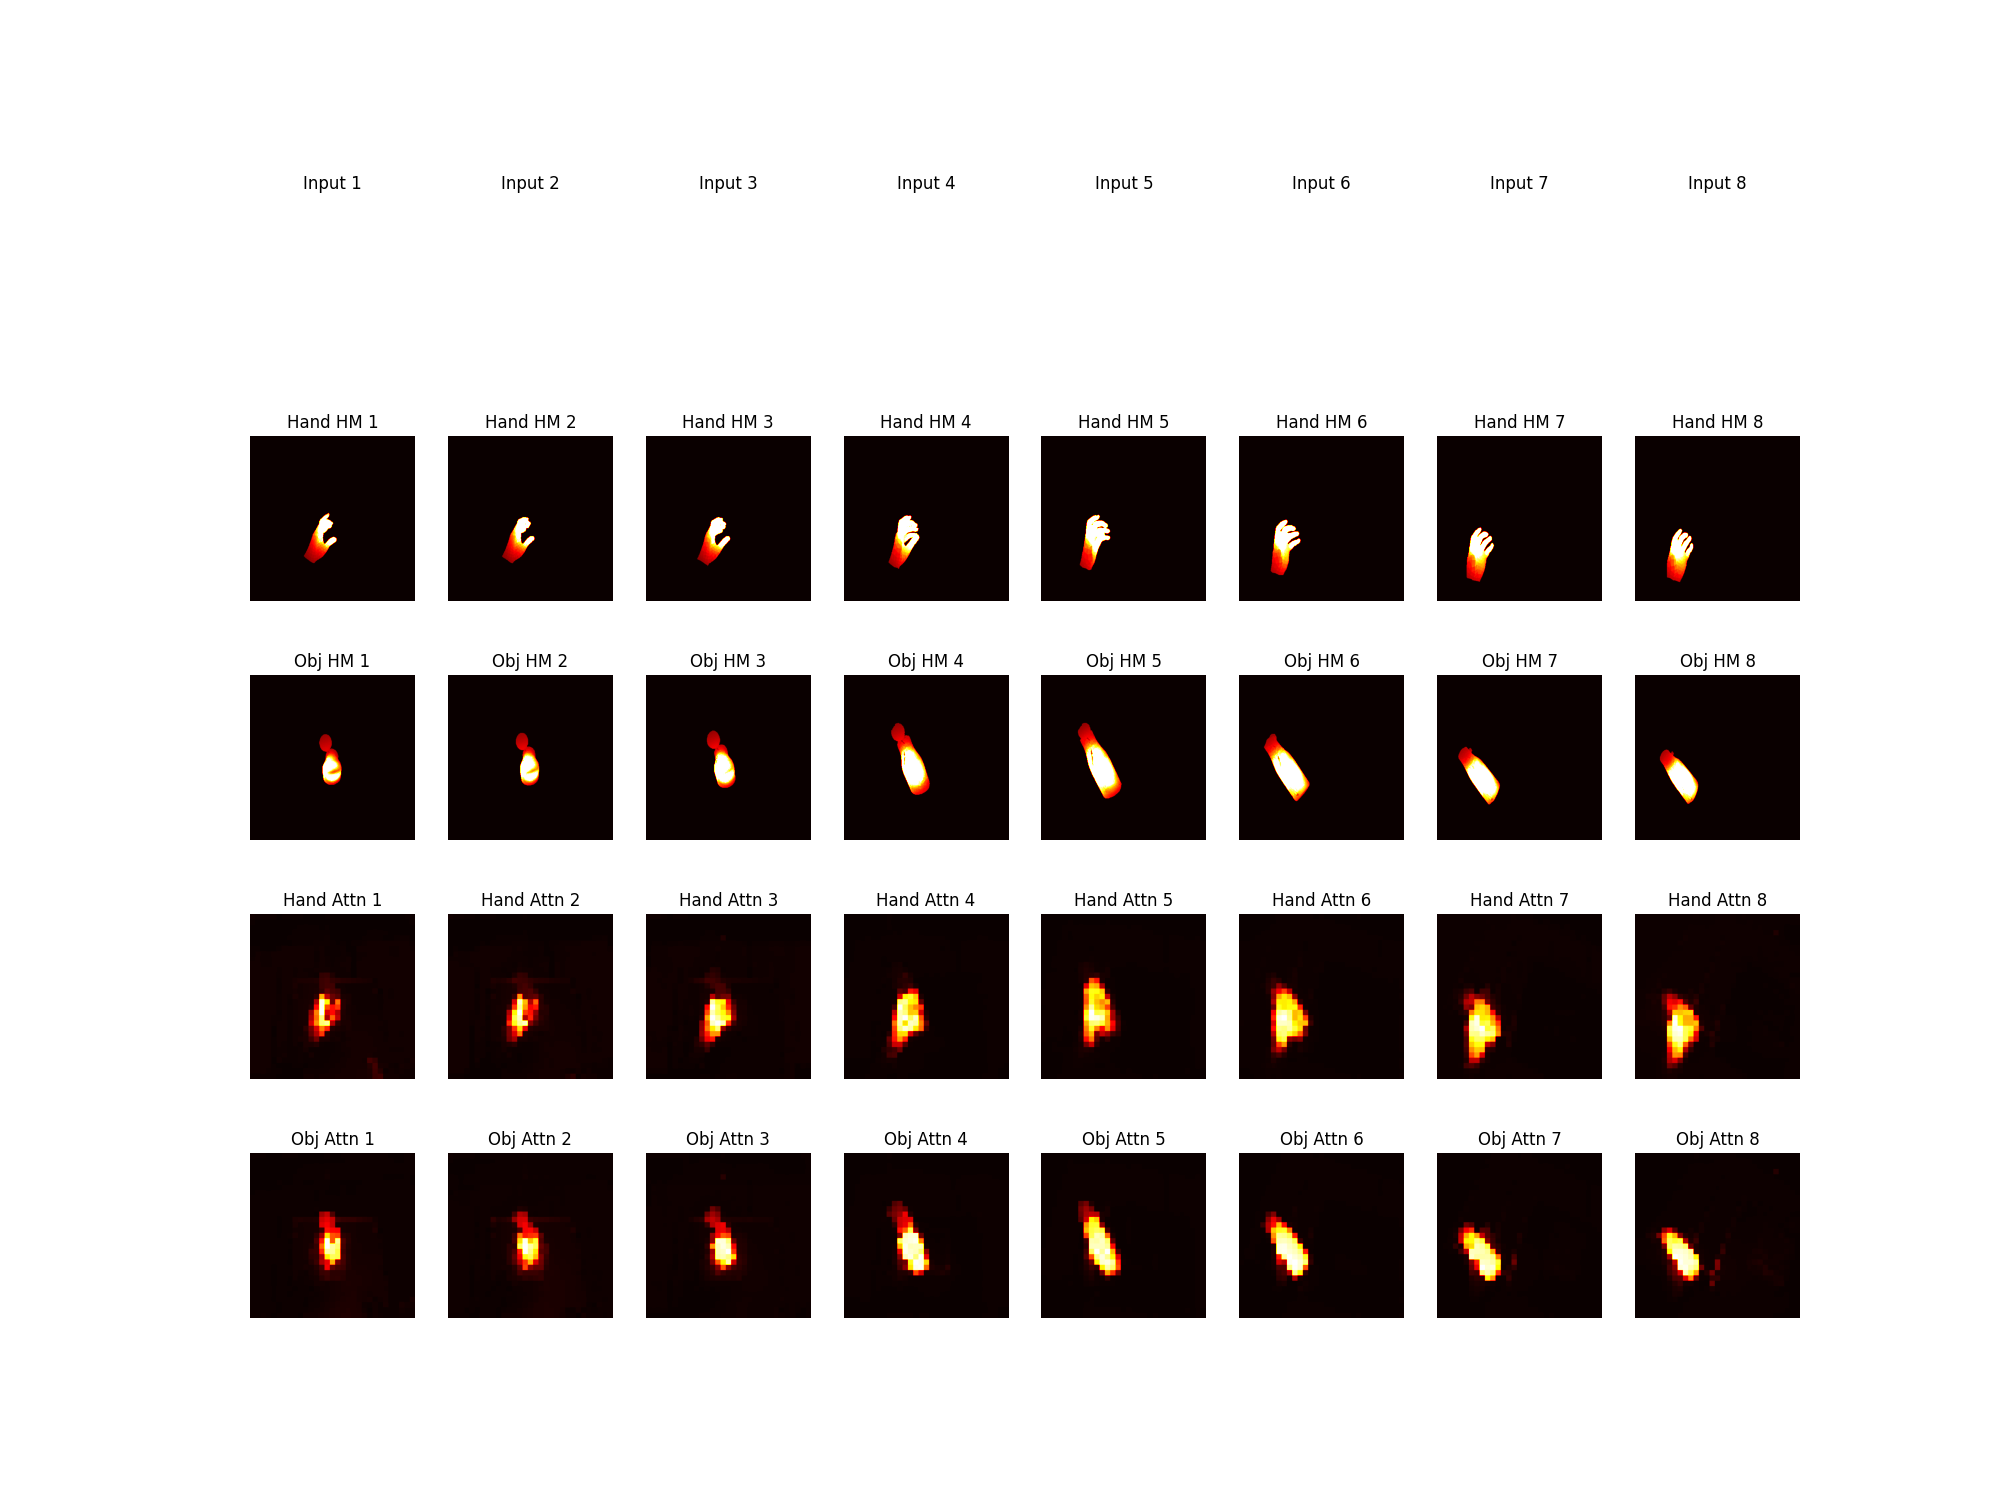 Input 1 Input 2 Input 3 Input 4 Input 5 Input 6 Input 7 Input 8
Hand HM 1 Hand HM 2 Hand HM 3 Hand HM 4 Hand HM 5 Hand HM 6 Hand HM 7 Hand HM 8
Obj HM 1 Obj HM 2 Obj HM 3 Obj HM 4 Obj HM 5 Obj HM 6 Obj HM 7 Obj HM 8
Hand Attn 1 Hand Attn 2 Hand Attn 3 Hand Attn 4 Hand Attn 5 Hand Attn 6 Hand Attn 7 Hand Attn 8
Obj Attn 1 Obj Attn 2 Obj Attn 3 Obj Attn 4 Obj Attn 5 Obj Attn 6 Obj Attn 7 Obj Attn 8